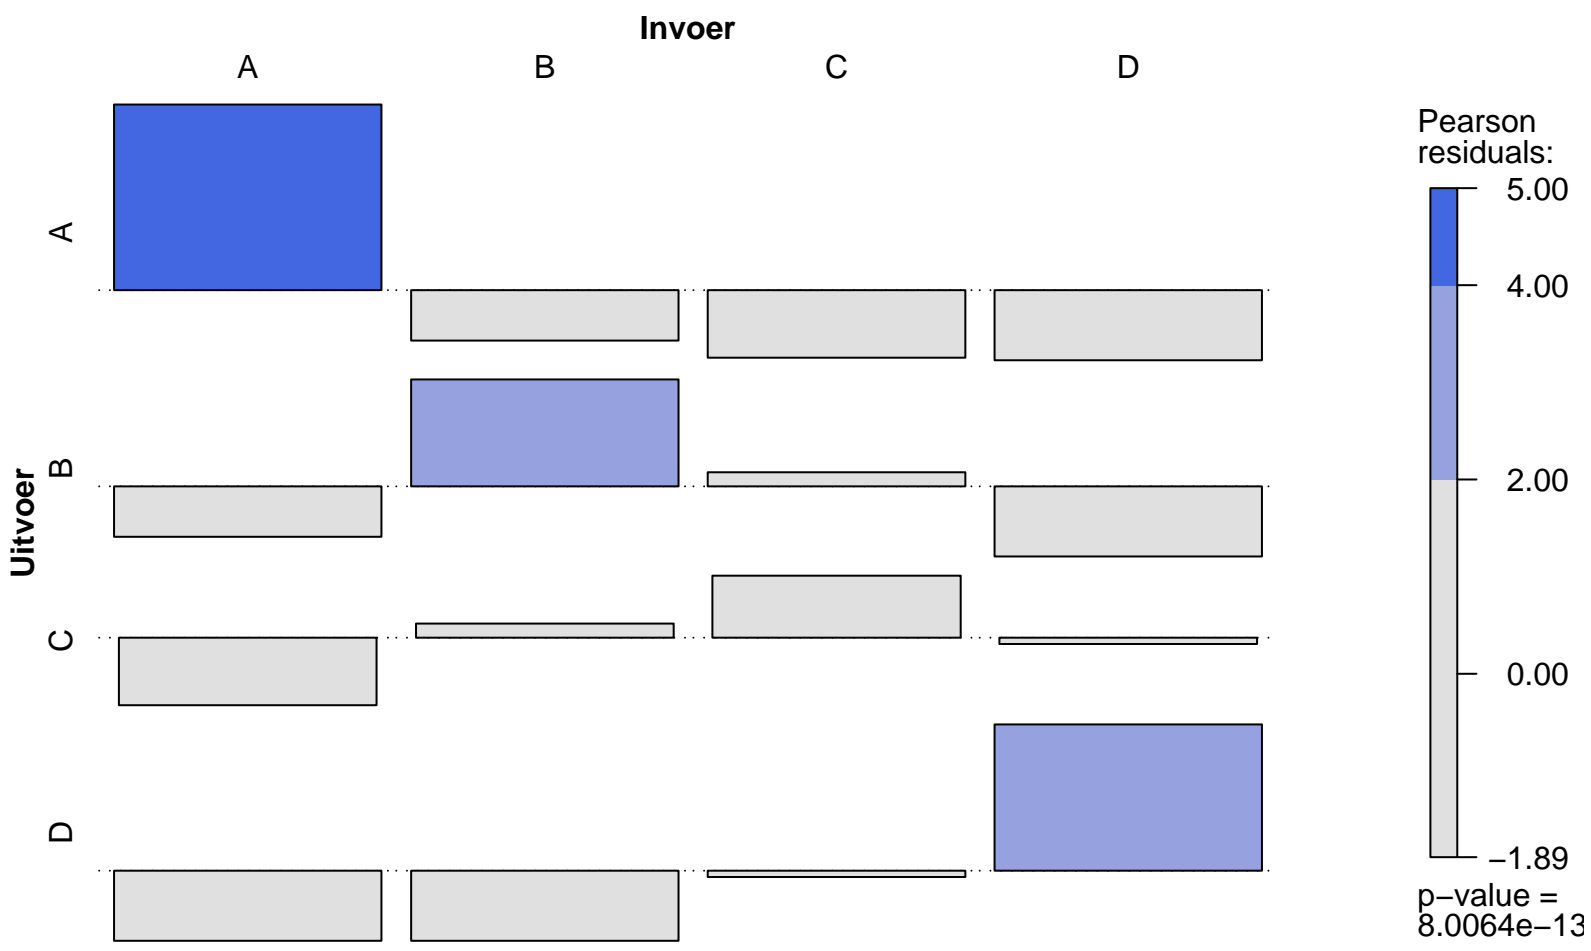 Invoer
A B C D
Uitvoer
A
B
C
D
Pearson
residuals:
5.00
4.00
2.00
0.00
−1.89
p−value =
8.0064e−13